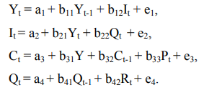 Yₜ = a₁ + b₁₁Yₜ₋₁ + b₁₂Iₜ + e₁,
Iₜ = a₂ + b₂₁Yₜ + b₂₂Qₜ + e₂,
Cₜ = a₃ + b₃₁Y + b₃₂Cₜ₋₁ + b₃₃Pₜ + e₃,
Qₜ = a₄ + b₄₁Qₜ₋₁ + b₄₂Rₜ + e₄.